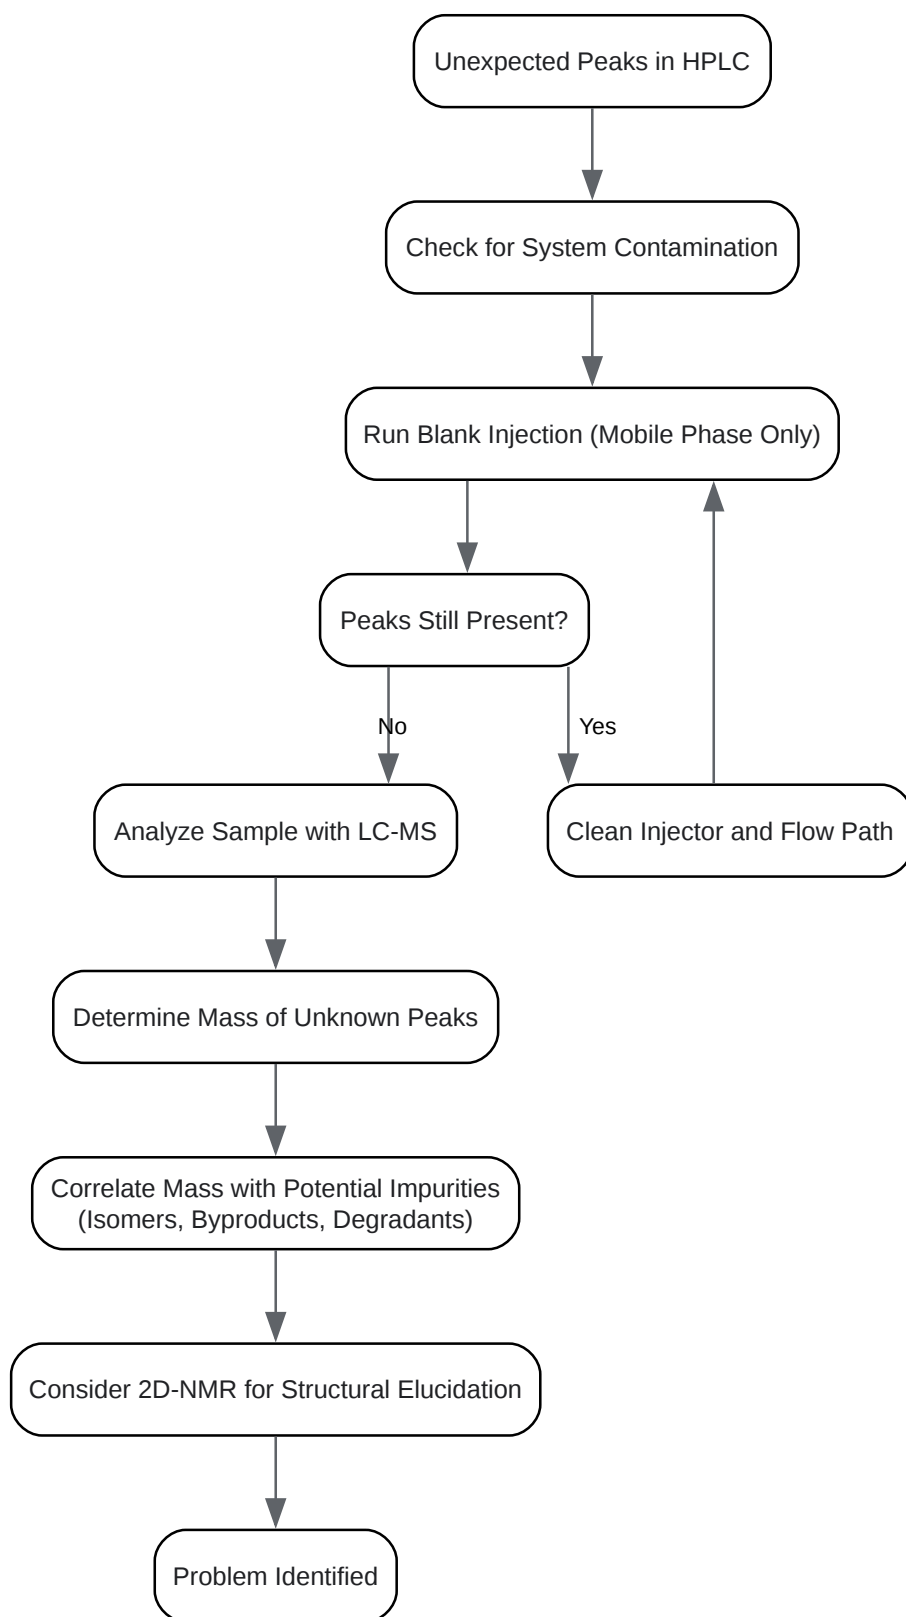 Unexpected Peaks in HPLC
Check for System Contamination
Run Blank Injection (Mobile Phase Only)
Peaks Still Present?
No
Yes
Analyze Sample with LC-MS
Clean Injector and Flow Path
Determine Mass of Unknown Peaks
Correlate Mass with Potential Impurities
(Isomers, Byproducts, Degradants)
Consider 2D-NMR for Structural Elucidation
Problem Identified